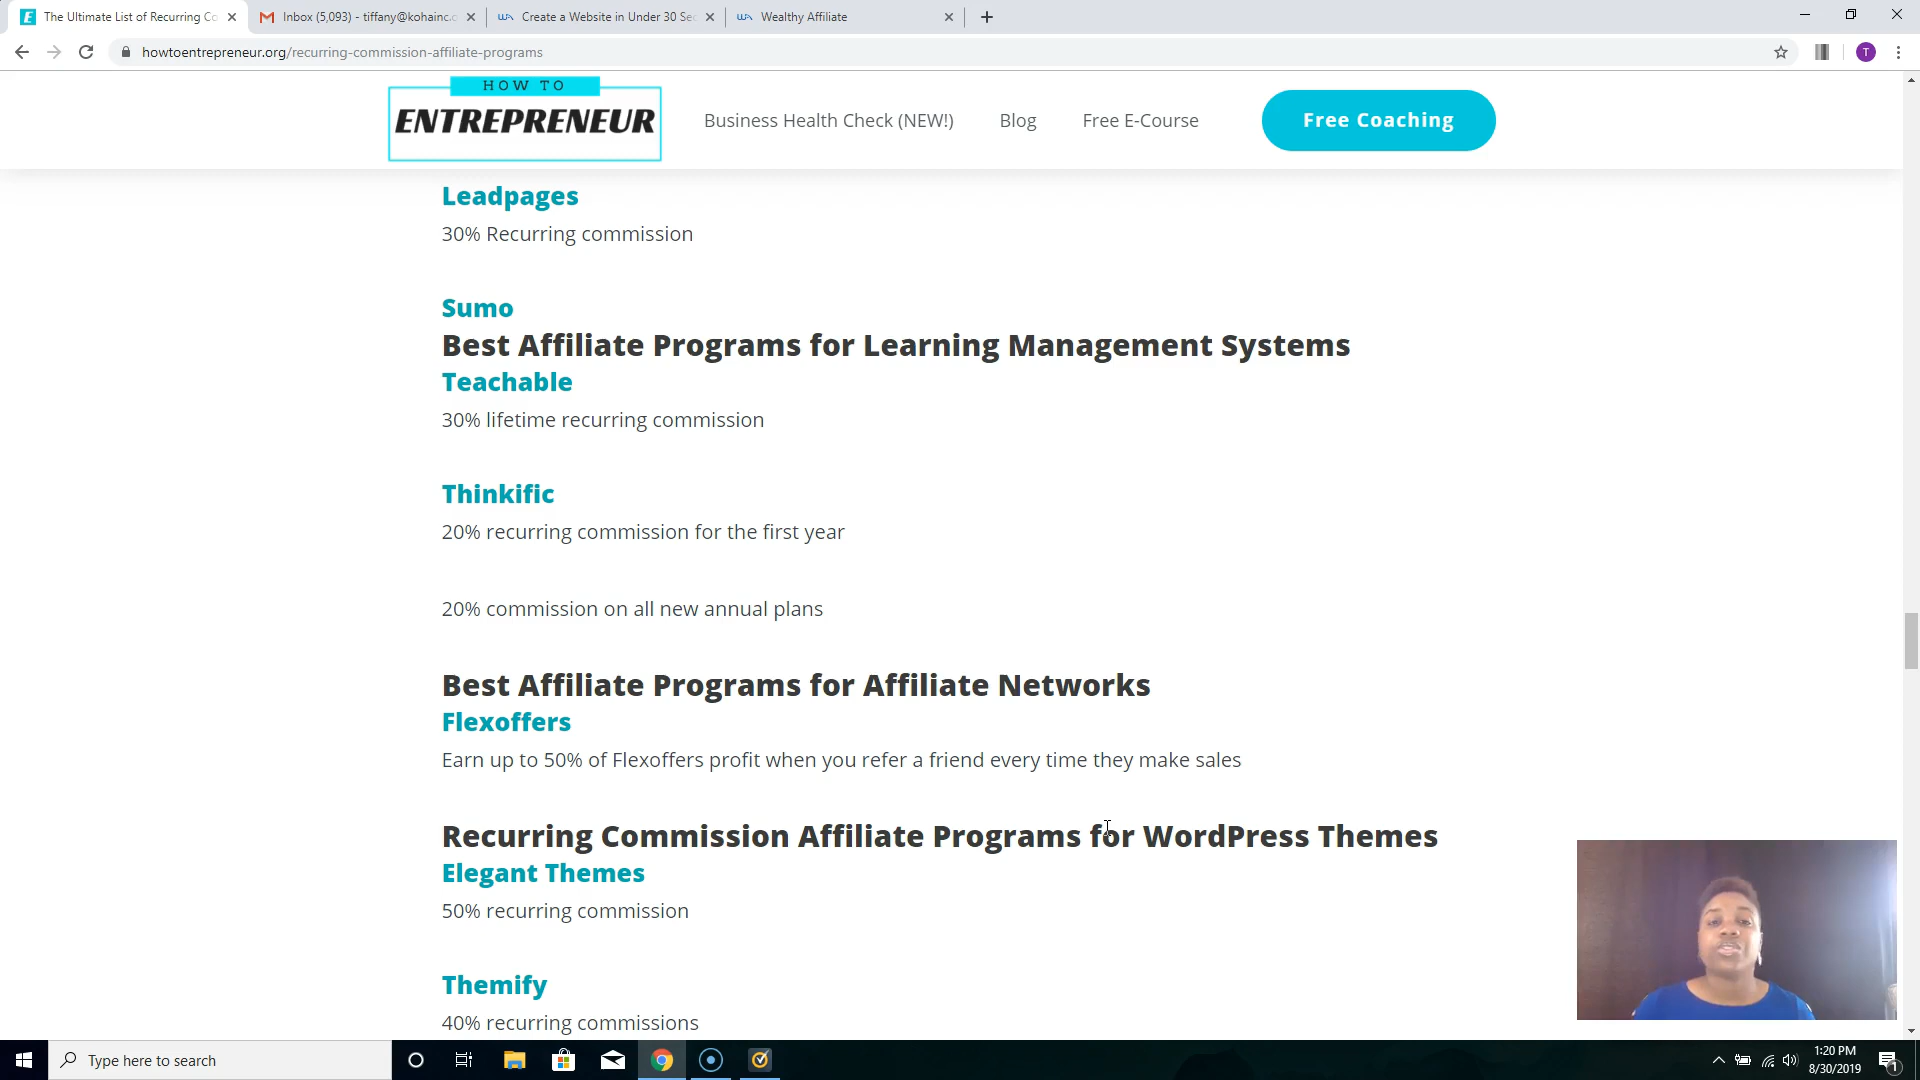 The Ultimate List of Recurring Co
Inbox (5,093) - tiffany@kohainc.c
Create a Website in Under 30 Se
Wealthy Affiliate
howtoentrepreneur.org/recurring-commission-affiliate-programs
T
HOW TO
ENTREPRENEUR
Business Health Check (NEW!)
Blog
Free E-Course
Free Coaching
Leadpages
30% Recurring commission
Sumo
Best Affiliate Programs for Learning Management Systems
Teachable
30% lifetime recurring commission
Thinkific
20% recurring commission for the first year
20% commission on all new annual plans
Best Affiliate Programs for Affiliate Networks
Flexoffers
Earn up to 50% of Flexoffers profit when you refer a friend every time they make sales
Recurring Commission Affiliate Programs for WordPress Themes
Elegant Themes
50% recurring commission
Themify
40% recurring commissions
Type here to search
1:20 PM
8/30/2019
1